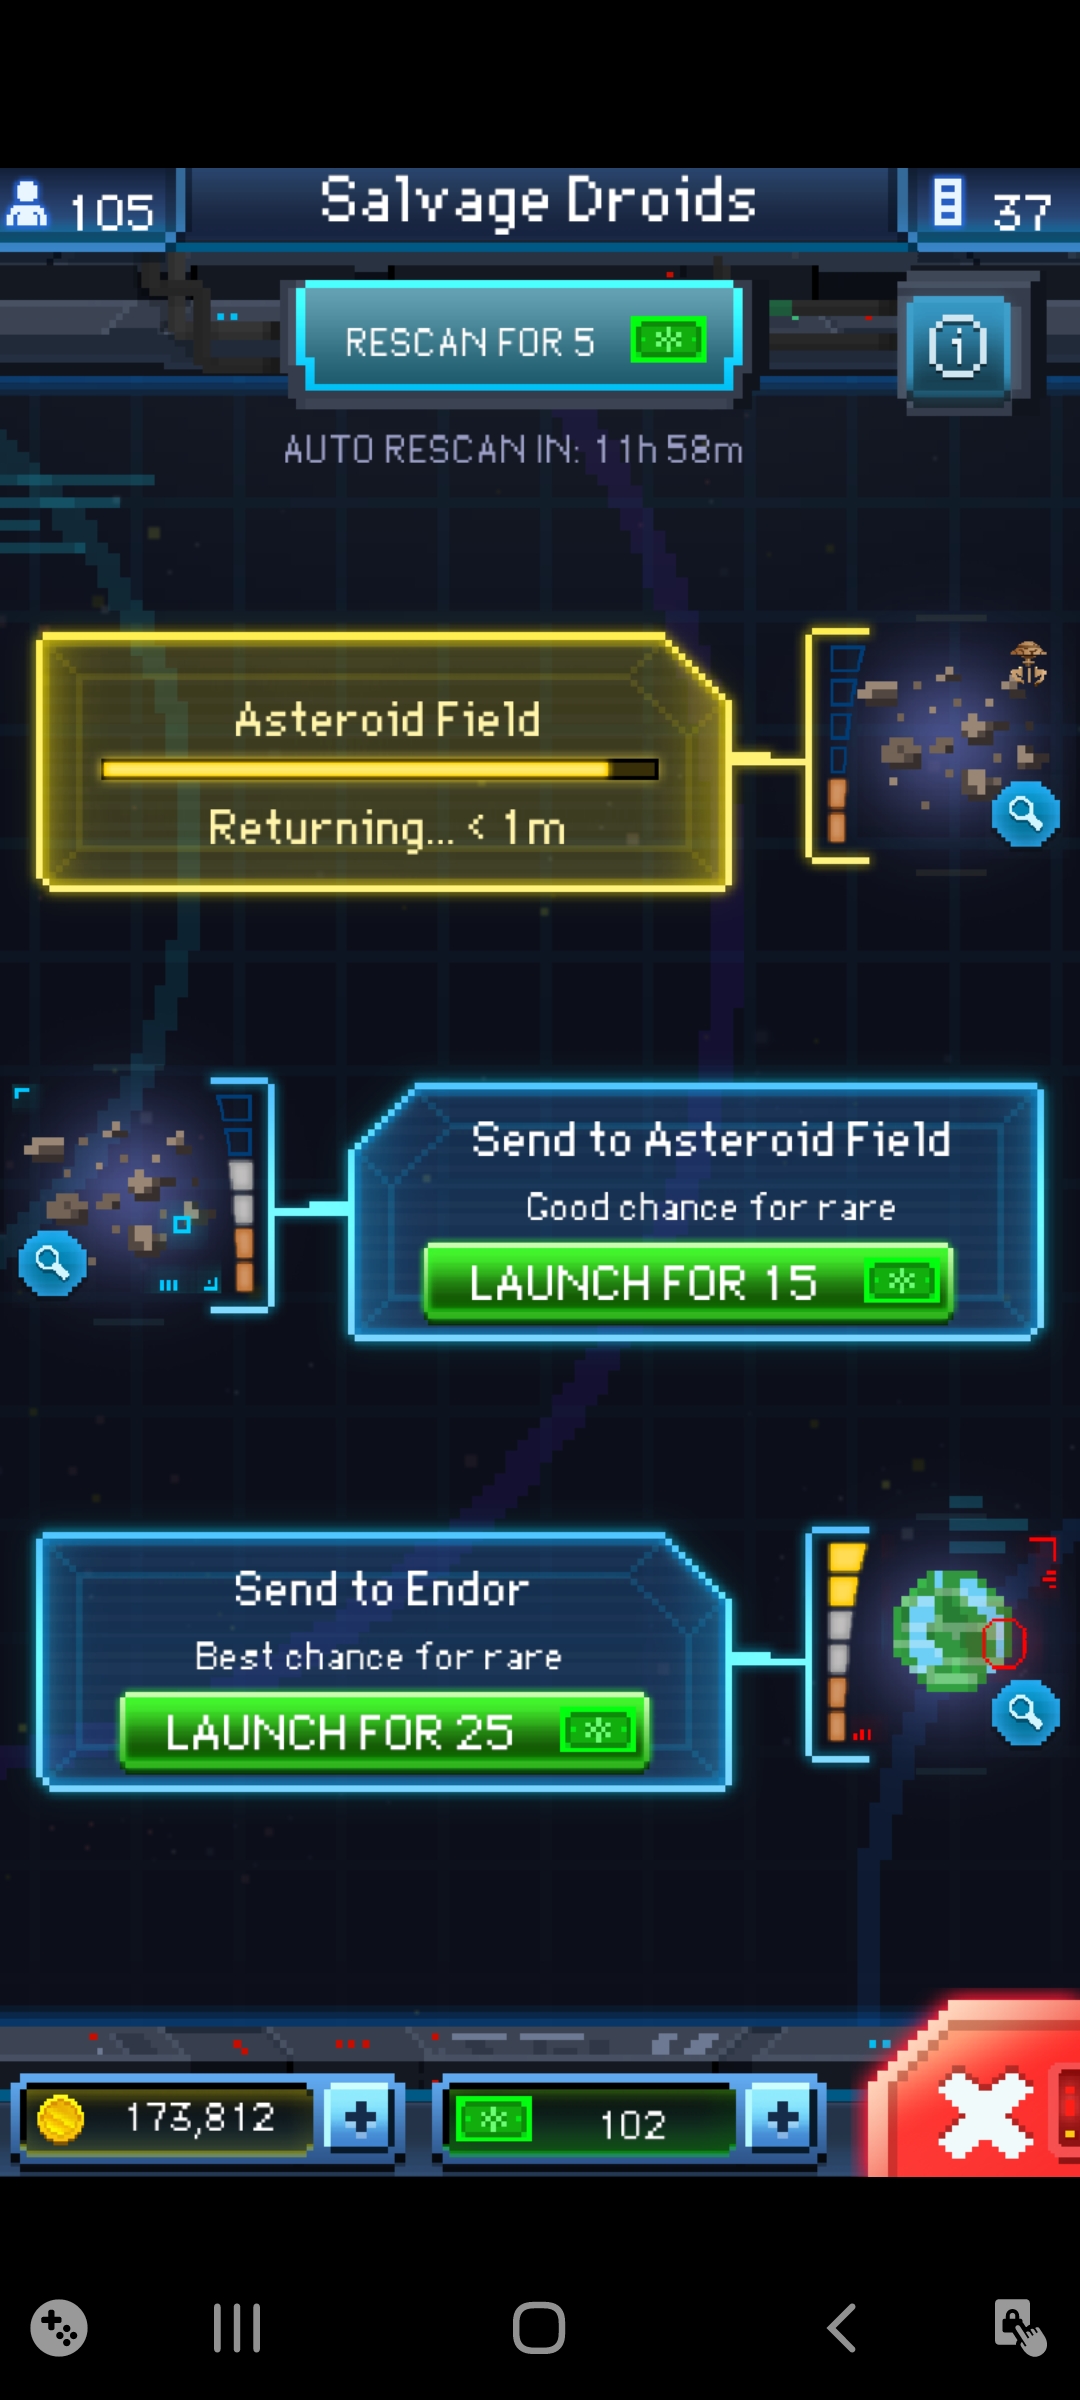 105
Salvage Droids
37
RESCAN FOR 5
AUTO RESCAN IN: 11h 58m
Asteroid Field
Returning... < 1m
Send to Asteroid Field
Good chance for rare
LAUNCH FOR 15
Send to Endor
Best chance for rare
LAUNCH FOR 25
173,812
102